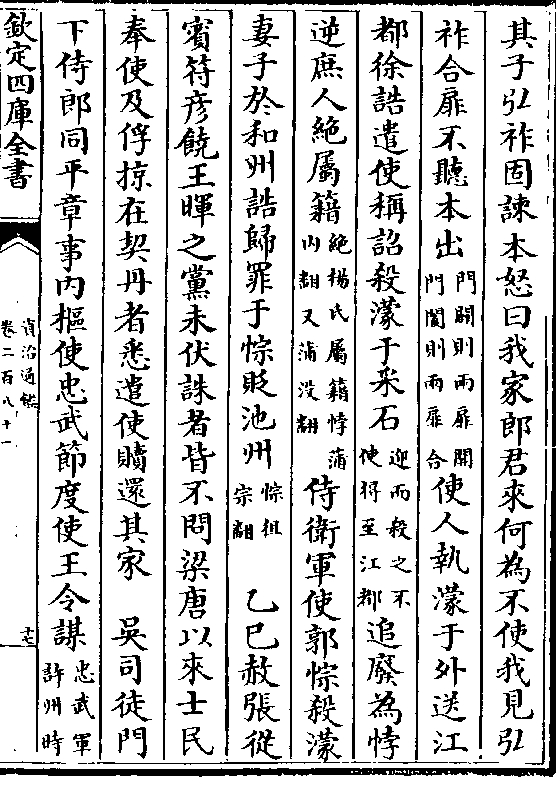 其子弘祚固諫本怒曰我家郎君來何為不使我見弘
祚合扉不聽本出門闢則兩扉開門闔則兩扉合使人執濛于外送江
都徐誥遣使稱詔殺濛于采石迎而殺之不使得至江都追廢為悖
逆庶人絶屬籍絶楊氏屬籍悖蒲内翻又蒲没翻侍衛軍使郭悰殺濛
妻子於和州誥歸罪于悰貶池州悰祖宗翻 乙巳赦張從
賓符彦饒王暉之黨未伏誅者皆不問梁唐以來士民
奉使及俘掠在契丹者悉遣使贖還其家 吳司徒門
下侍郎同平章事内樞使忠武節度使王令謀忠武軍許州時
欽定四庫全書
資治通鑑
卷二百八十一
十七